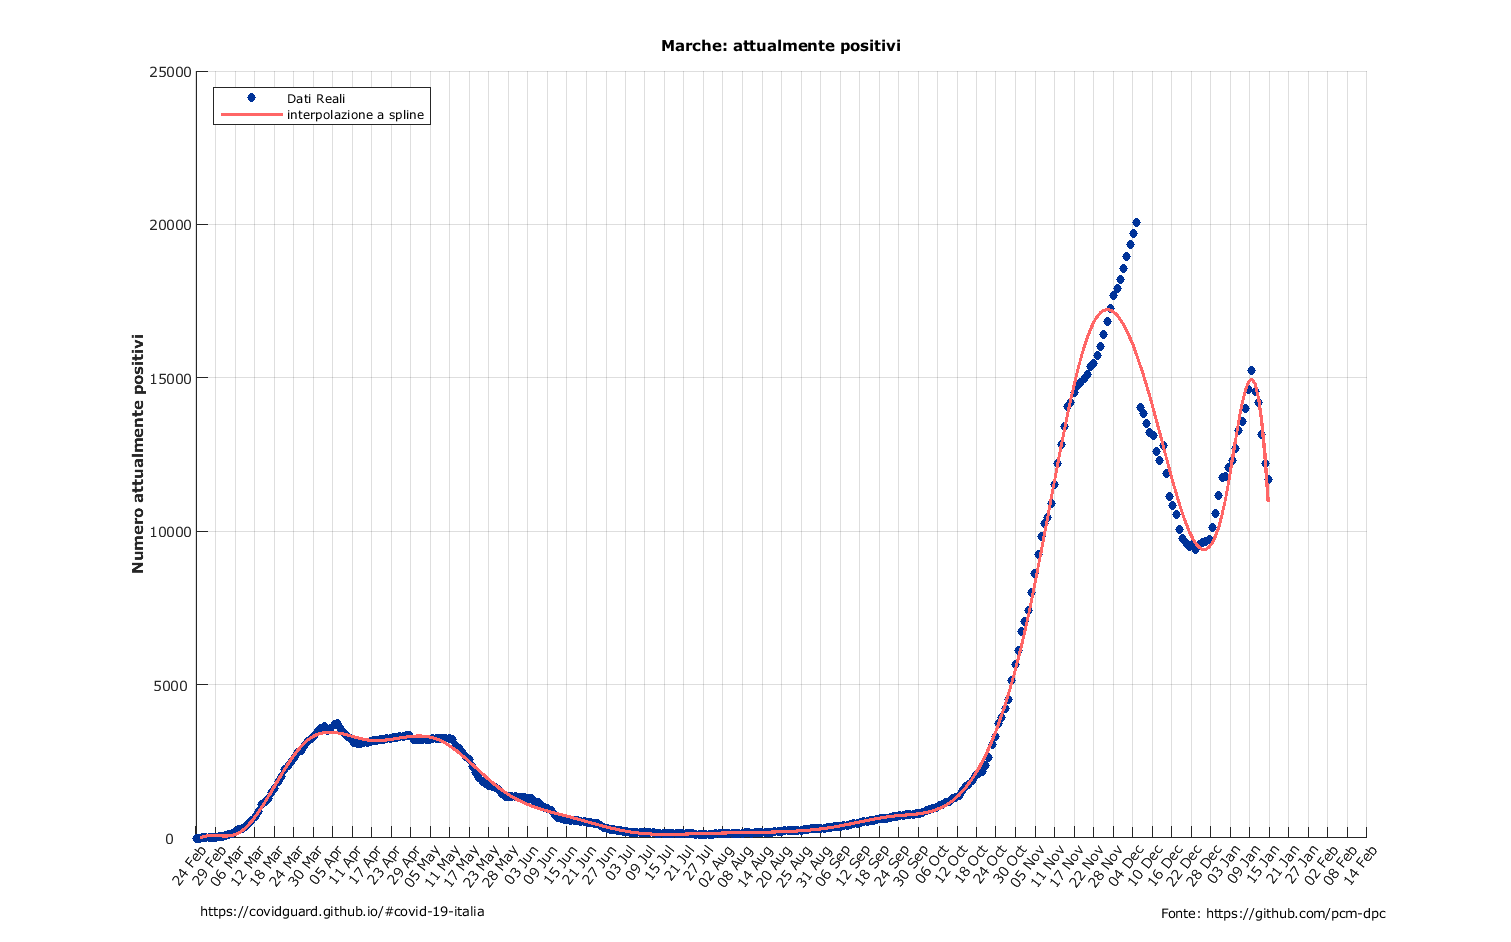 Marche: attualmente positivi
25000
20000
15000
10000
5000
0
Numero attualmente positivi
Dati Reali
interpolazione a spline
24 Feb
29 Feb
06 Mar
12 Mar
18 Mar
24 Mar
30 Mar
05 Apr
11 Apr
17 Apr
23 Apr
29 Apr
05 May
11 May
17 May
23 May
28 May
03 Jun
09 Jun
15 Jun
21 Jun
27 Jun
03 Jul
09 Jul
15 Jul
21 Jul
27 Jul
02 Aug
08 Aug
14 Aug
20 Aug
25 Aug
31 Aug
06 Sep
12 Sep
18 Sep
24 Sep
30 Sep
06 Oct
12 Oct
18 Oct
24 Oct
30 Oct
05 Nov
11 Nov
17 Nov
22 Nov
28 Nov
04 Dec
10 Dec
16 Dec
22 Dec
28 Dec
03 Jan
09 Jan
15 Jan
21 Jan
27 Jan
02 Feb
08 Feb
14 Feb
https://covidguard.github.io/#covid-19-italia
Fonte: https://github.com/pcm-dpc